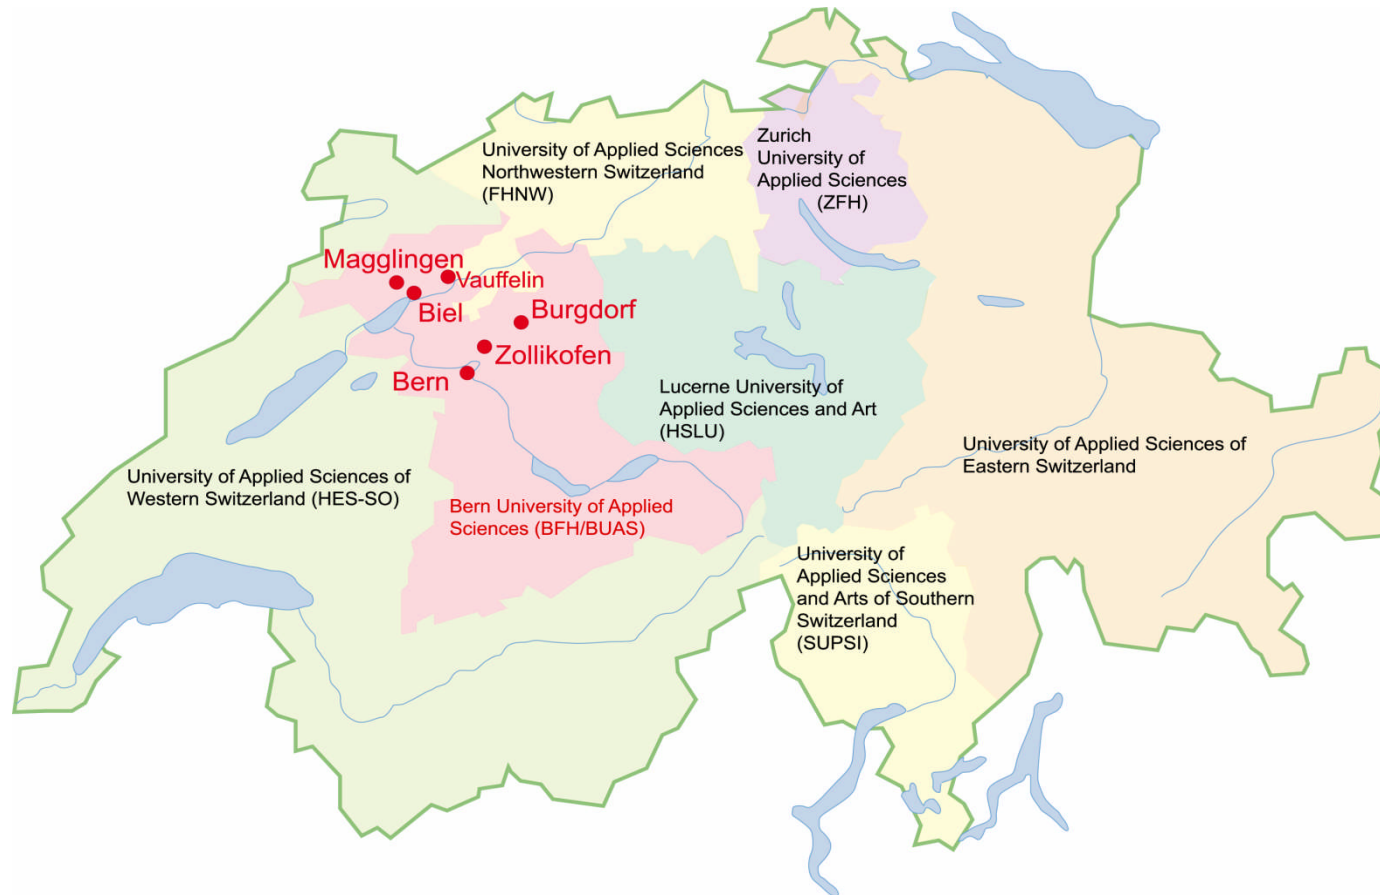 Zurich
University of
Applied Sciences
(ZFH)
University of Applied Sciences
Northwestern Switzerland
(FHNW)
Magglingen
Vauffelin
Biel
Burgdorf
Zollikofen
Bern
Lucerne University of
Applied Sciences and Art
(HSLU)
University of Applied Sciences of
Eastern Switzerland
University of Applied Sciences of
Western Switzerland (HES-SO)
Bern University of Applied
Sciences (BFH/BUAS)
University of
Applied Sciences
and Arts of Southern
Switzerland
(SUPSI)